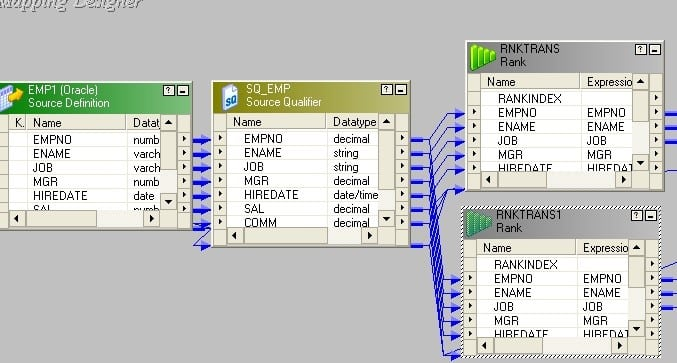 Mapping Designer
EMP1 (Oracle)
Source Definition
K. Name Datat
EMPNO numb
ENAME varch
JOB varch
MGR numb
HIREDATE date
SAL numb
SQ_EMP
Source Qualifier
Name Datatype
EMPNO decimal
ENAME string
JOB string
MGR decimal
HIREDATE date/time
SAL decimal
COMM decimal
RNKTRANS
Rank
Name Expressio
RANKINDEX
EMPNO EMPNO
ENAME ENAME
JOB JOB
MGR MGR
HIREDATE HIREDATE
RNKTRANS1
Rank
Name Expressio
RANKINDEX
EMPNO EMPNO
ENAME ENAME
JOB JOB
MGR MGR
HIREDATE HIREDATE